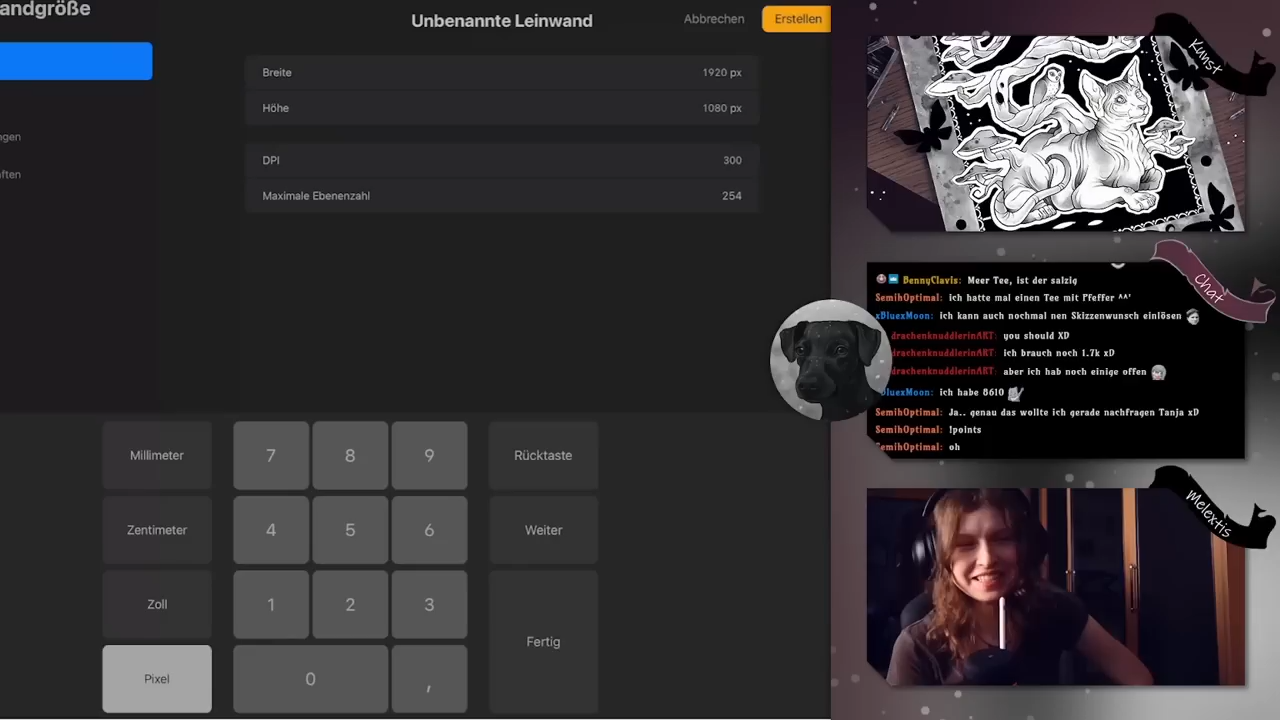 andgröße
Unbenannte Leinwand
Abbrechen
Erstellen
Breite
1920 px
Höhe
1080 px
ngen
DPI
300
aften
Maximale Ebenenzahl
254
Millimeter
7
8
9
Rücktaste
Zentimeter
4
5
6
Weiter
Zoll
1
2
3
Fertig
Pixel
0
,
Kunst
Chat
BennyClavis: Meer Tee, ist der salzig
SemihOptimal: ich hatte mal einen Tee mit Pfeffer ^^'
xBluexMoon: ich kann auch nochmal nen Skizzenwunsch einlösen
drachenknuddlerinART: you should XD
drachenknuddlerinART: ich brauch noch 1.7k xD
drachenknuddlerinART: aber ich hab noch einige offen
BluexMoon: ich habe 8610
SemihOptimal: Ja.. genau das wollte ich gerade nachfragen Tanja xD
SemihOptimal: !points
SemihOptimal: oh
Melextis